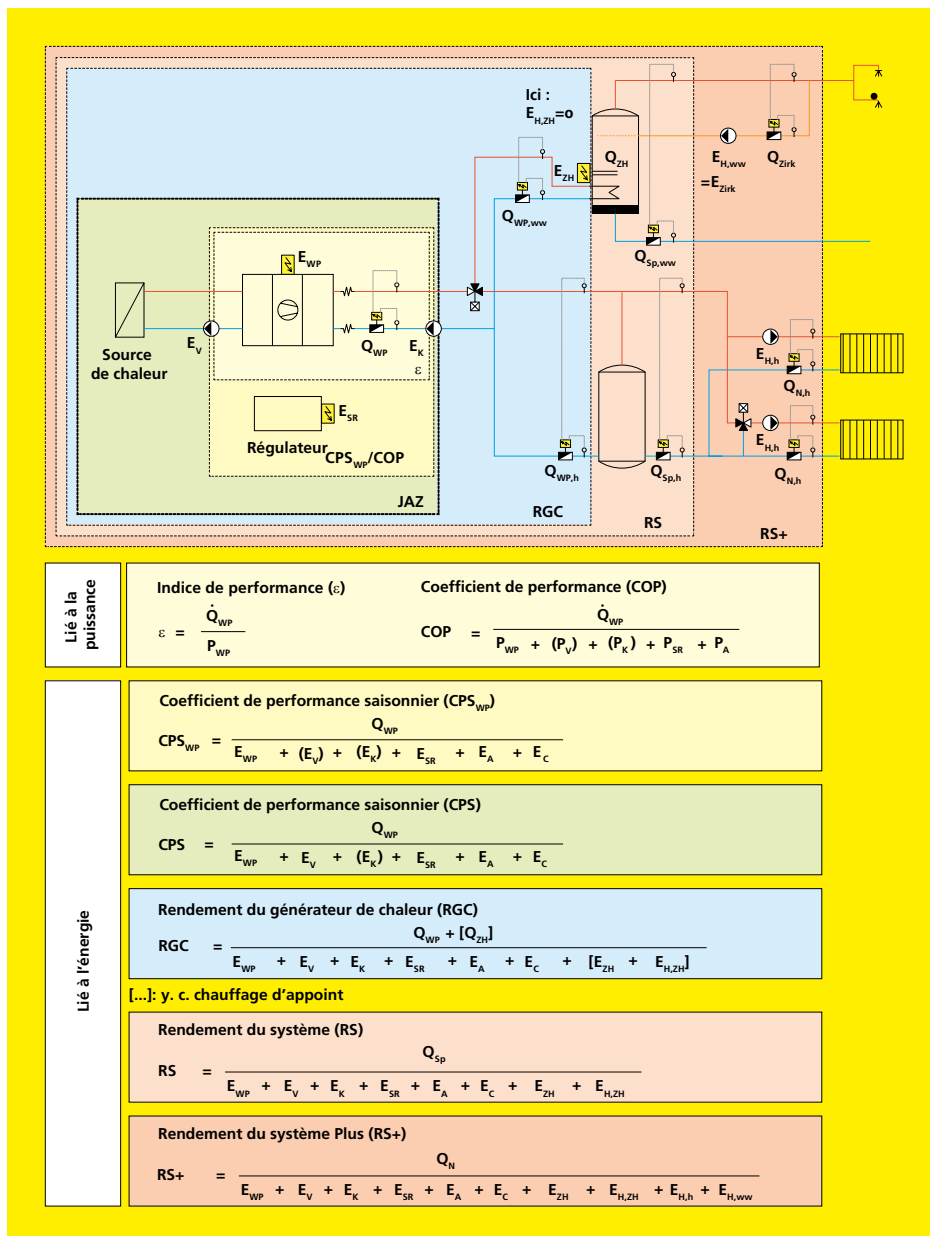 Ici :
E_H,ZH=o
E_ZH
Q_ZH
E_H,ww
=E_Zirk
Q_Zirk
Q_WP,ww
Q_Sp,ww
E_WP
Source
de chaleur
E_V
Q_WP
E_K
ε
E_SR
Régulateur
CPS_WP/COP
JAZ
Q_WP,h
RGC
Q_Sp,h
RS
E_H,h
Q_N,h
E_H,h
Q_N,h
RS+
Lié à la
puissance
Indice de performance (ε)
ε = Q̇_WP / P_WP
Coefficient de performance (COP)
COP = Q̇_WP / P_WP + (P_V) + (P_K) + P_SR + P_A
Lié à l'énergie
Coefficient de performance saisonnier (CPS_WP)
CPS_WP = Q_WP / E_WP + (E_V) + (E_K) + E_SR + E_A + E_C
Coefficient de performance saisonnier (CPS)
CPS = Q_WP / E_WP + E_V + (E_K) + E_SR + E_A + E_C
Rendement du générateur de chaleur (RGC)
RGC = Q_WP + [Q_ZH] / E_WP + E_V + E_K + E_SR + E_A + E_C + [E_ZH + E_H,ZH]
[...]: y. c. chauffage d'appoint
Rendement du système (RS)
RS = Q_Sp / E_WP + E_V + E_K + E_SR + E_A + E_C + E_ZH + E_H,ZH
Rendement du système Plus (RS+)
RS+ = Q_N / E_WP + E_V + E_K + E_SR + E_A + E_C + E_ZH + E_H,ZH + E_H,h + E_H,ww